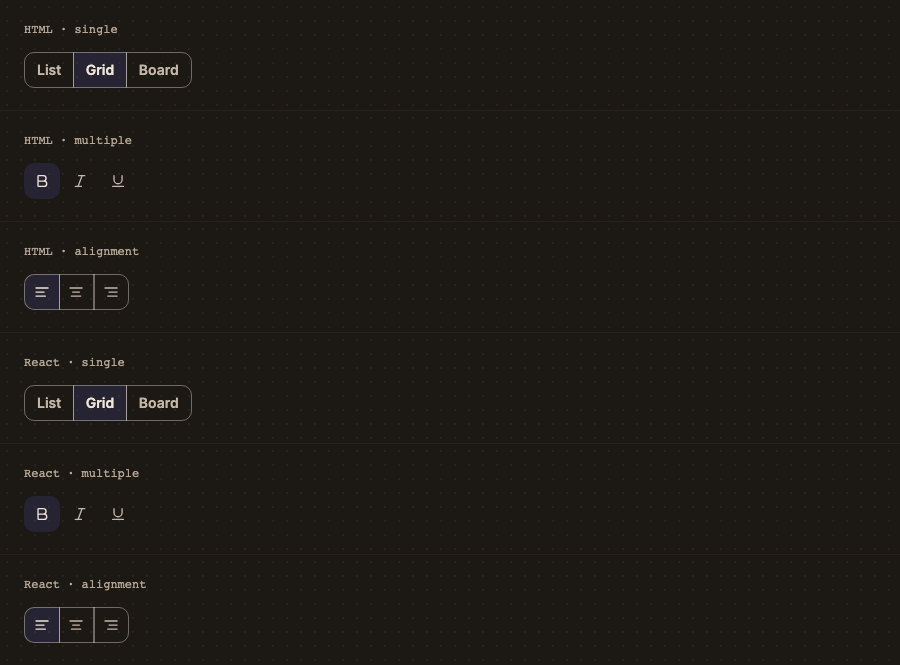 HTML · single
List Grid Board
HTML · multiple
B I U
HTML · alignment
React · single
List Grid Board
React · multiple
B I U
React · alignment